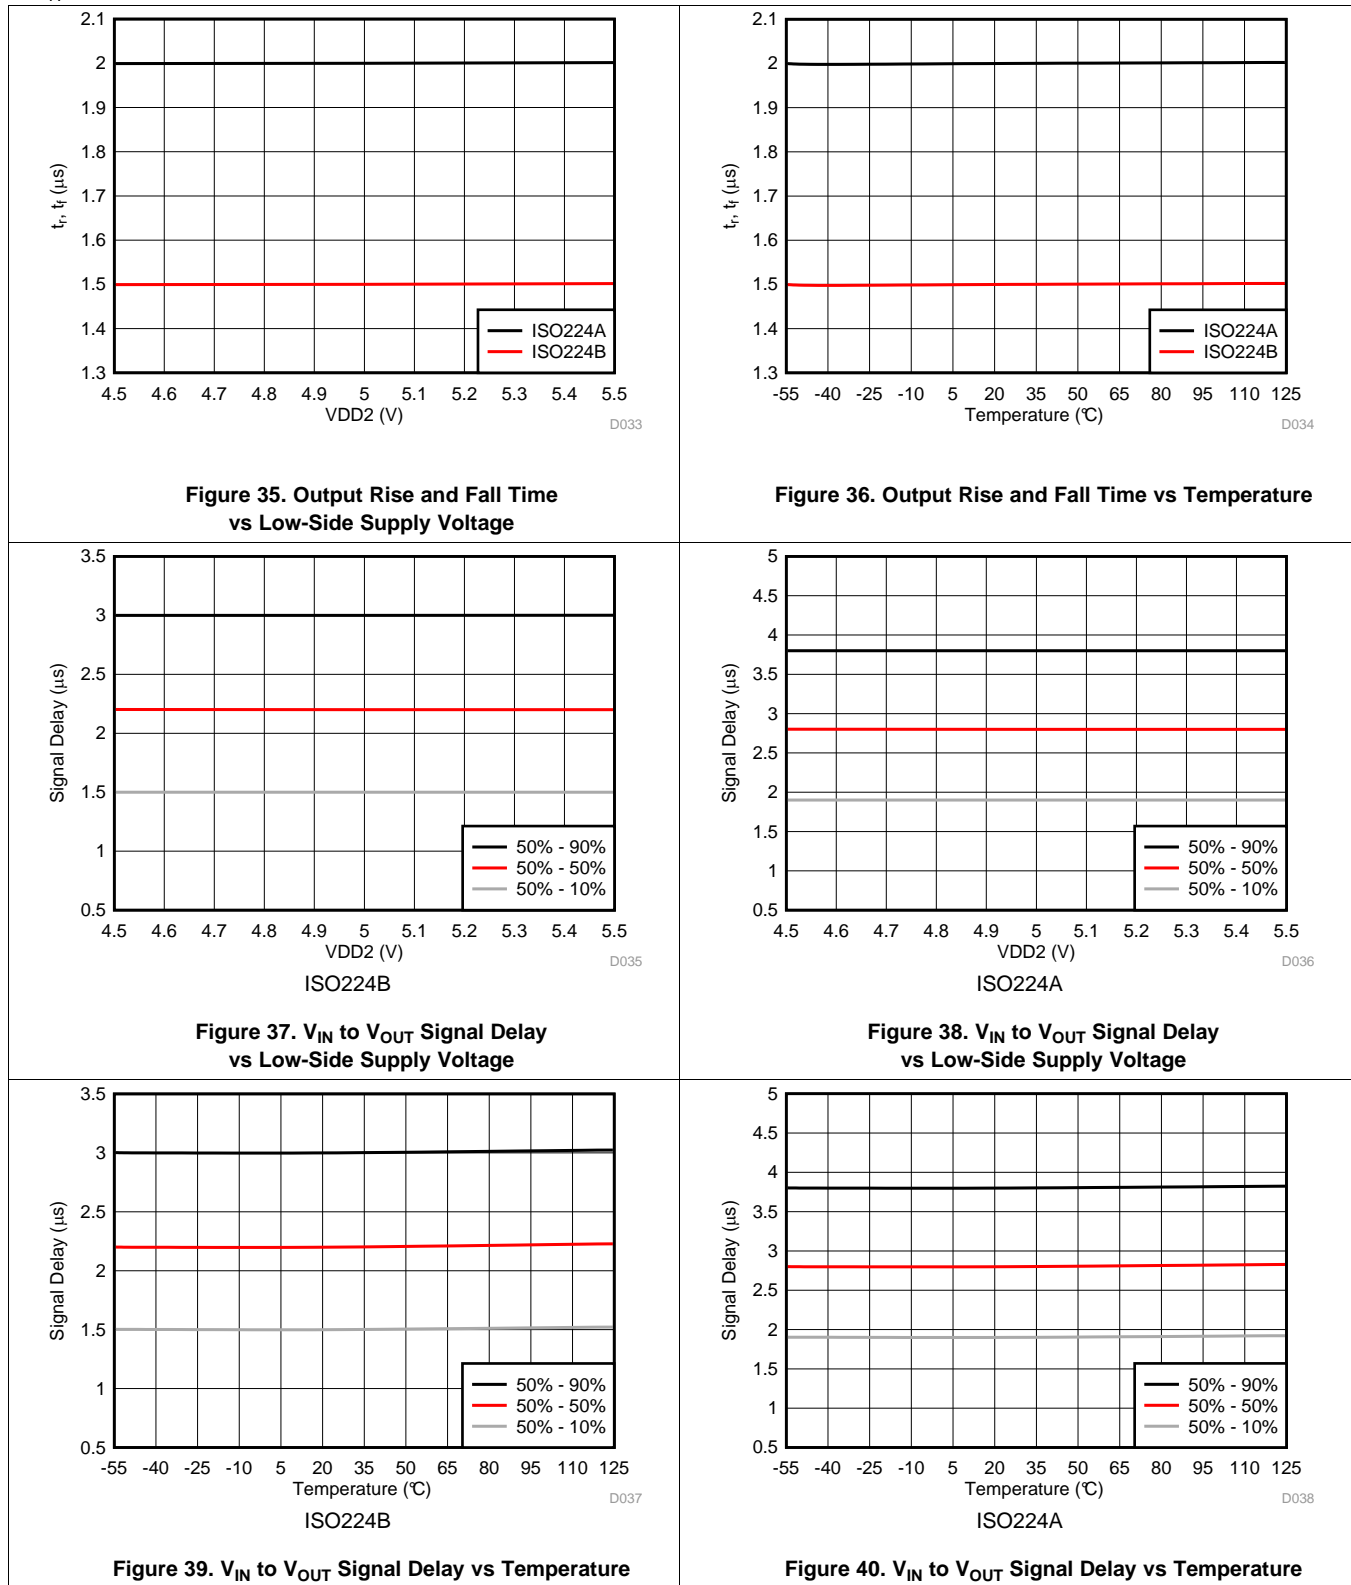 2.1
2
1.9
1.8
1.7
1.6
1.5
1.4
1.3
tr, tf (µs)
ISO224A
ISO224B
4.5 4.6 4.7 4.8 4.9 5 5.1 5.2 5.3 5.4 5.5
VDD2 (V)
D033
Figure 35. Output Rise and Fall Time
vs Low-Side Supply Voltage
2.1
2
1.9
1.8
1.7
1.6
1.5
1.4
1.3
tr, tf (µs)
ISO224A
ISO224B
-55 -40 -25 -10 5 20 35 50 65 80 95 110 125
Temperature (°C)
D034
Figure 36. Output Rise and Fall Time vs Temperature
3.5
3
2.5
2
1.5
1
0.5
Signal Delay (µs)
50% - 90%
50% - 50%
50% - 10%
4.5 4.6 4.7 4.8 4.9 5 5.1 5.2 5.3 5.4 5.5
VDD2 (V)
D035
ISO224B
Figure 37. VIN to VOUT Signal Delay
vs Low-Side Supply Voltage
5
4.5
4
3.5
3
2.5
2
1.5
1
0.5
Signal Delay (µs)
50% - 90%
50% - 50%
50% - 10%
4.5 4.6 4.7 4.8 4.9 5 5.1 5.2 5.3 5.4 5.5
VDD2 (V)
D036
ISO224A
Figure 38. VIN to VOUT Signal Delay
vs Low-Side Supply Voltage
3.5
3
2.5
2
1.5
1
0.5
Signal Delay (µs)
50% - 90%
50% - 50%
50% - 10%
-55 -40 -25 -10 5 20 35 50 65 80 95 110 125
Temperature (°C)
D037
ISO224B
Figure 39. VIN to VOUT Signal Delay vs Temperature
5
4.5
4
3.5
3
2.5
2
1.5
1
0.5
Signal Delay (µs)
50% - 90%
50% - 50%
50% - 10%
-55 -40 -25 -10 5 20 35 50 65 80 95 110 125
Temperature (°C)
D038
ISO224A
Figure 40. VIN to VOUT Signal Delay vs Temperature